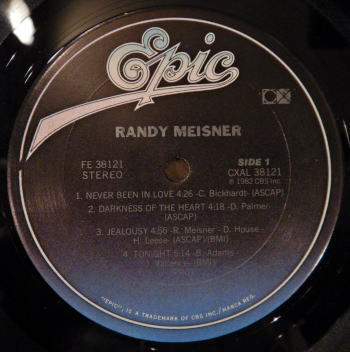 Epic
RANDY MEISNER
FE 38121
STEREO
SIDE 1
CXAL 38121
℗ 1982 CBS Inc.
1. NEVER BEEN IN LOVE 4:26 -C. Bickhardt- (ASCAP)
2. DARKNESS OF THE HEART 4:18 -D. Palmer-
(ASCAP)
3. JEALOUSY 4:56 -R. Meisner - D. House -
H. Leese- (ASCAP)(BMI)
4. TONIGHT 5:14 -B. Adams -
J. Vallance- (BMI)
"EPIC", IS A TRADEMARK OF CBS INC./MARCA REG.